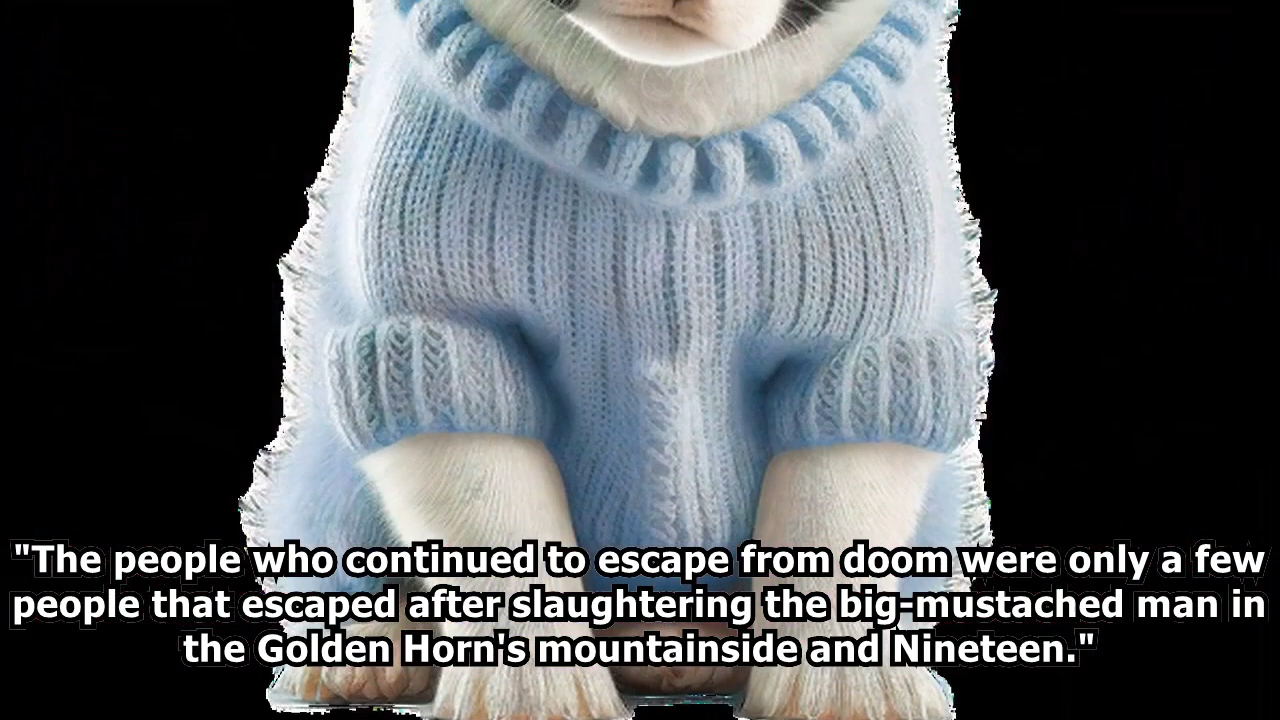 "The people who continued to escape from doom were only a few
people that escaped after slaughtering the big-mustached man in
the Golden Horn's mountainside and Nineteen."